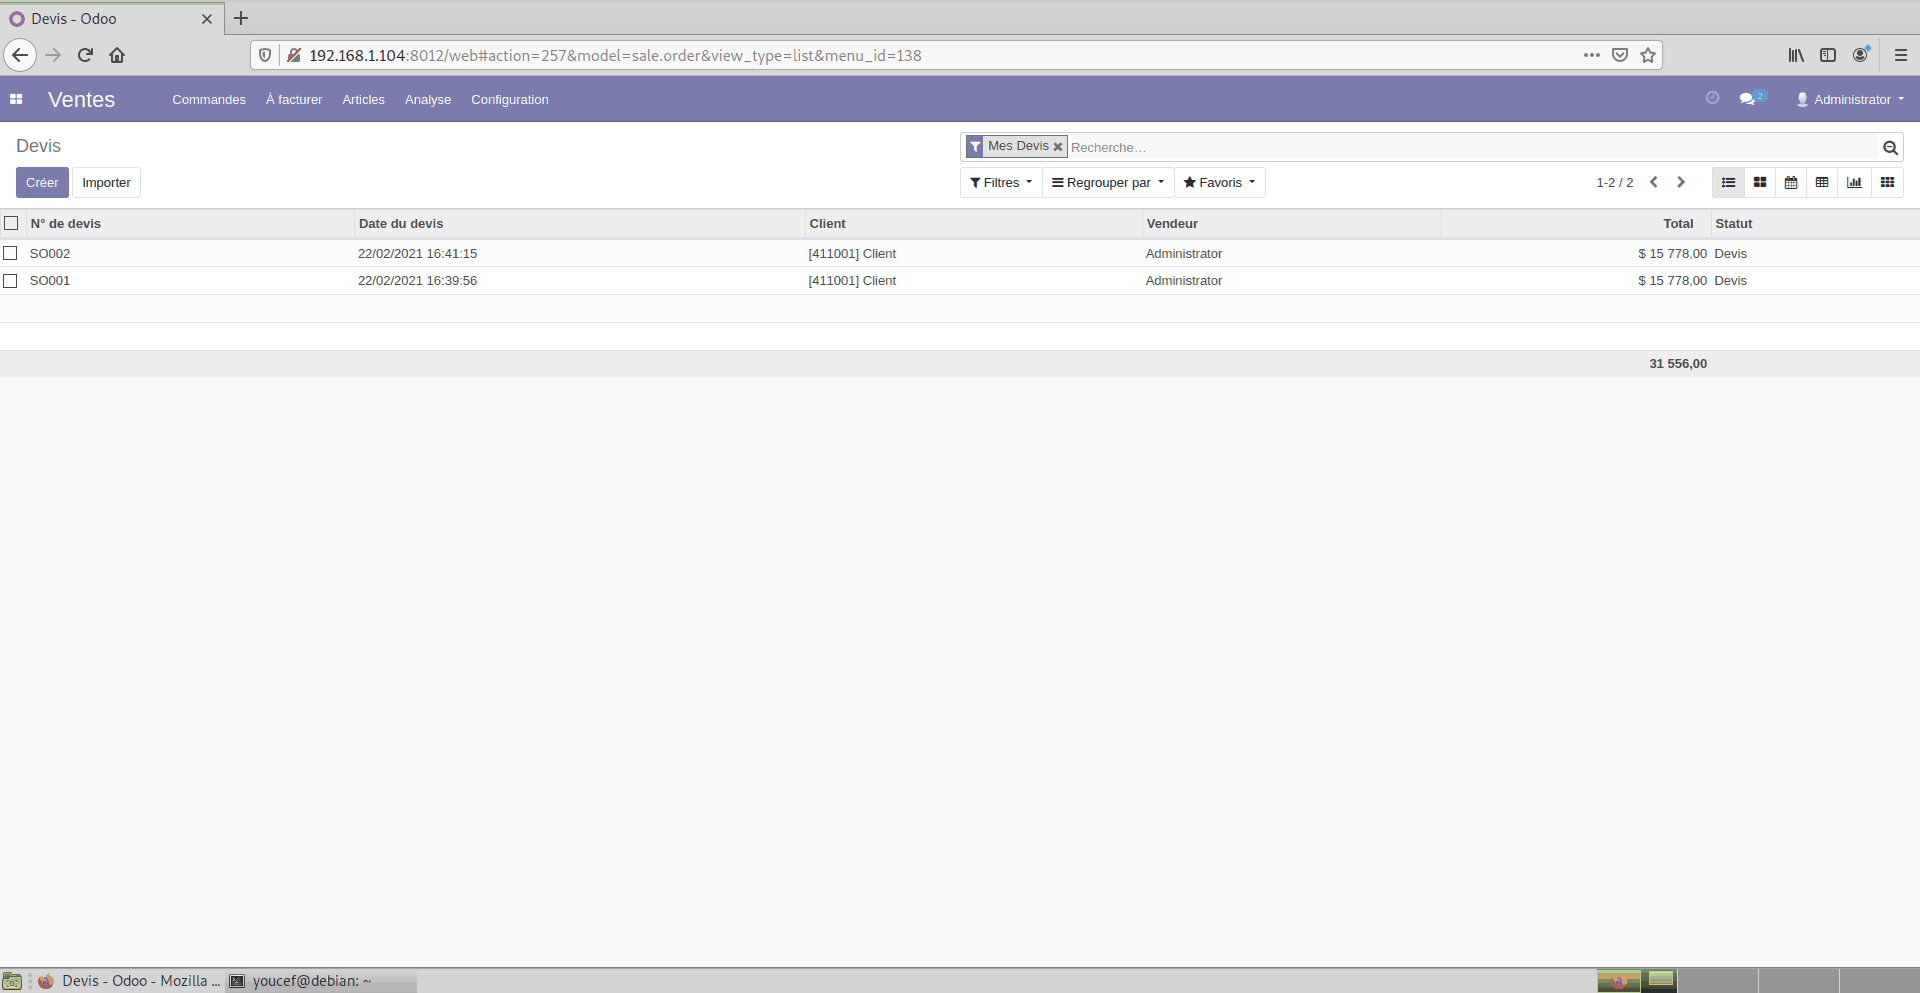 Devis - Odoo
192.168.1.104:8012/web#action=257&model=sale.order&view_type=list&menu_id=138
Ventes Commandes À facturer Articles Analyse Configuration 2 Administrator
Devis
Mes Devis Recherche...
Créer Importer Filtres Regrouper par Favoris 1-2 / 2
N° de devis Date du devis Client Vendeur Total Statut
SO002 22/02/2021 16:41:15 [411001] Client Administrator $ 15 778,00 Devis
SO001 22/02/2021 16:39:56 [411001] Client Administrator $ 15 778,00 Devis
31 556,00
Devis - Odoo - Mozilla ... youcef@debian: ~